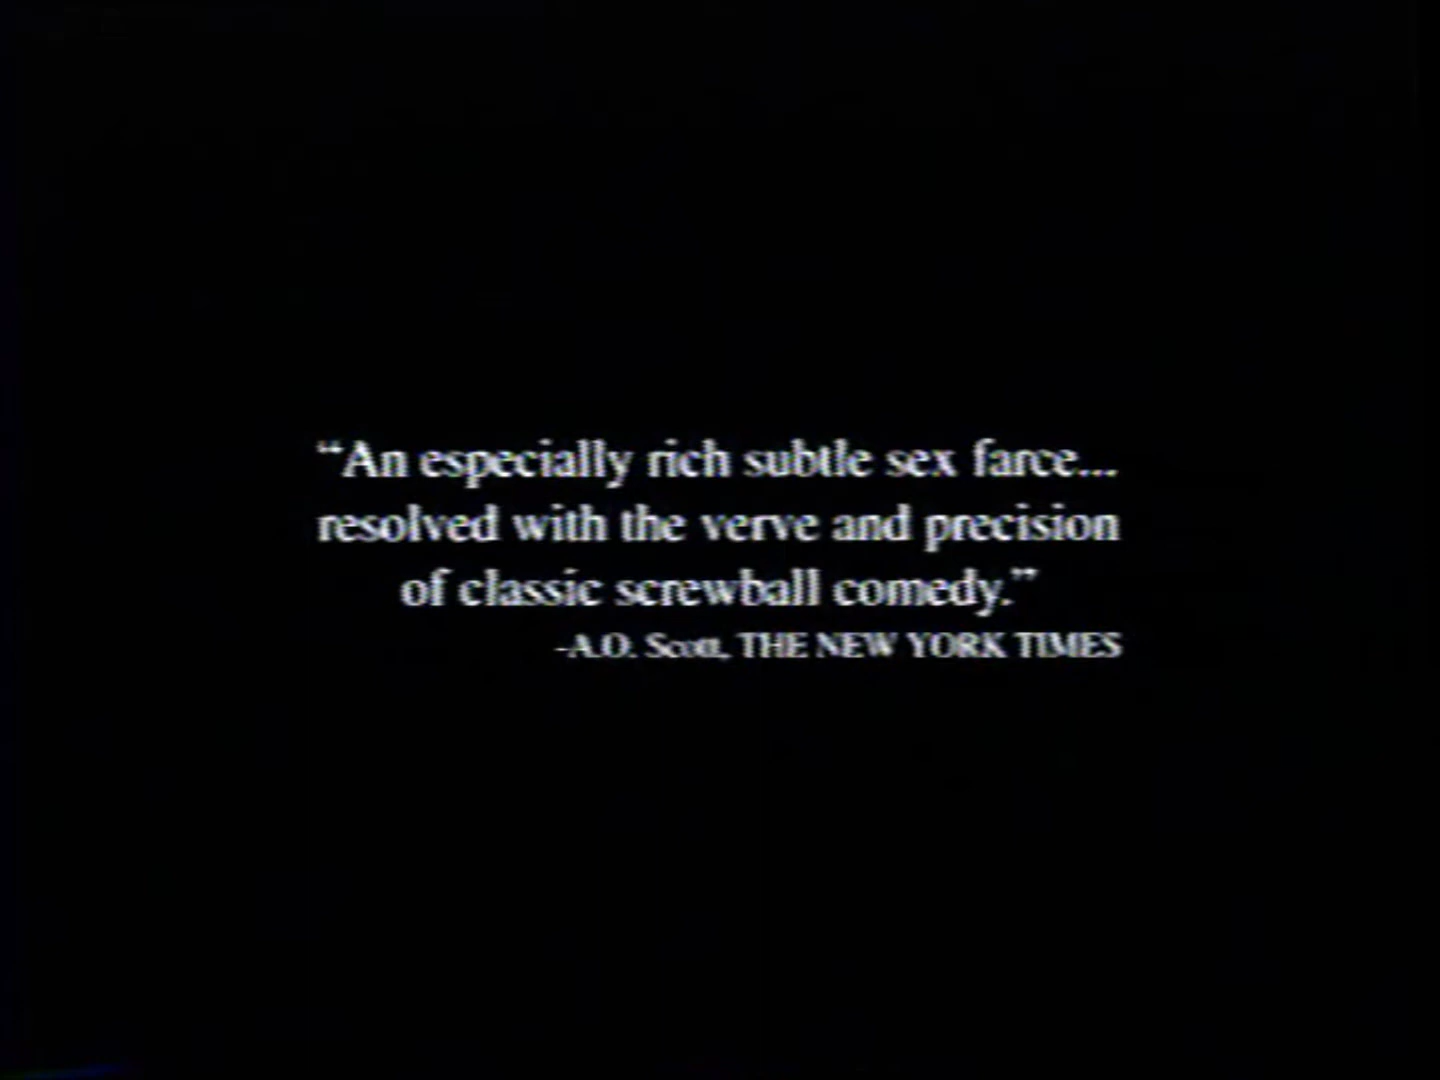 “An especially rich subtle sex farce...
resolved with the verve and precision
of classic screwball comedy.”
-A.O. Scott, THE NEW YORK TIMES